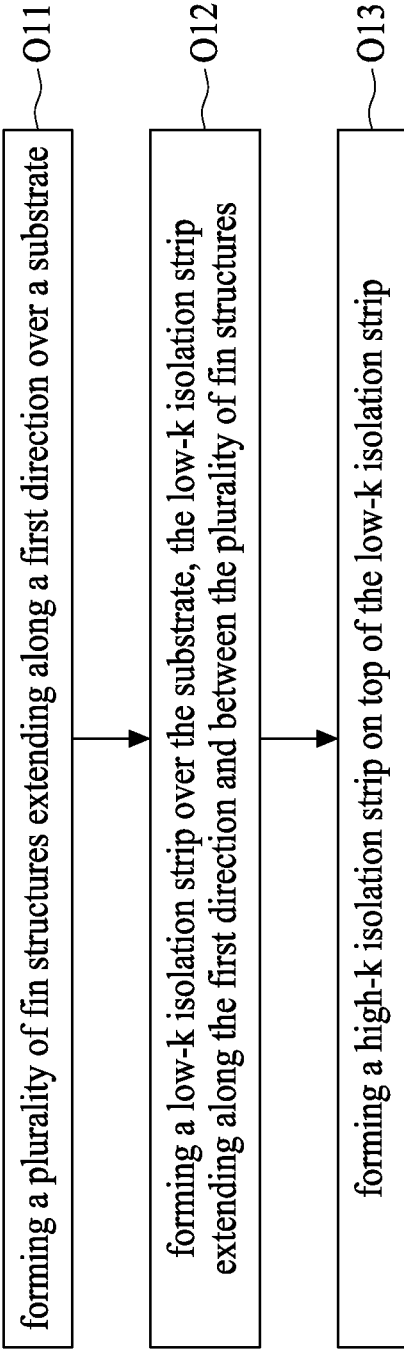 forming a plurality of fin structures extending along a first direction over a substrate
O11
forming a low-k isolation strip over the substrate, the low-k isolation strip
extending along the first direction and between the plurality of fin structures
O12
forming a high-k isolation strip on top of the low-k isolation strip
O13